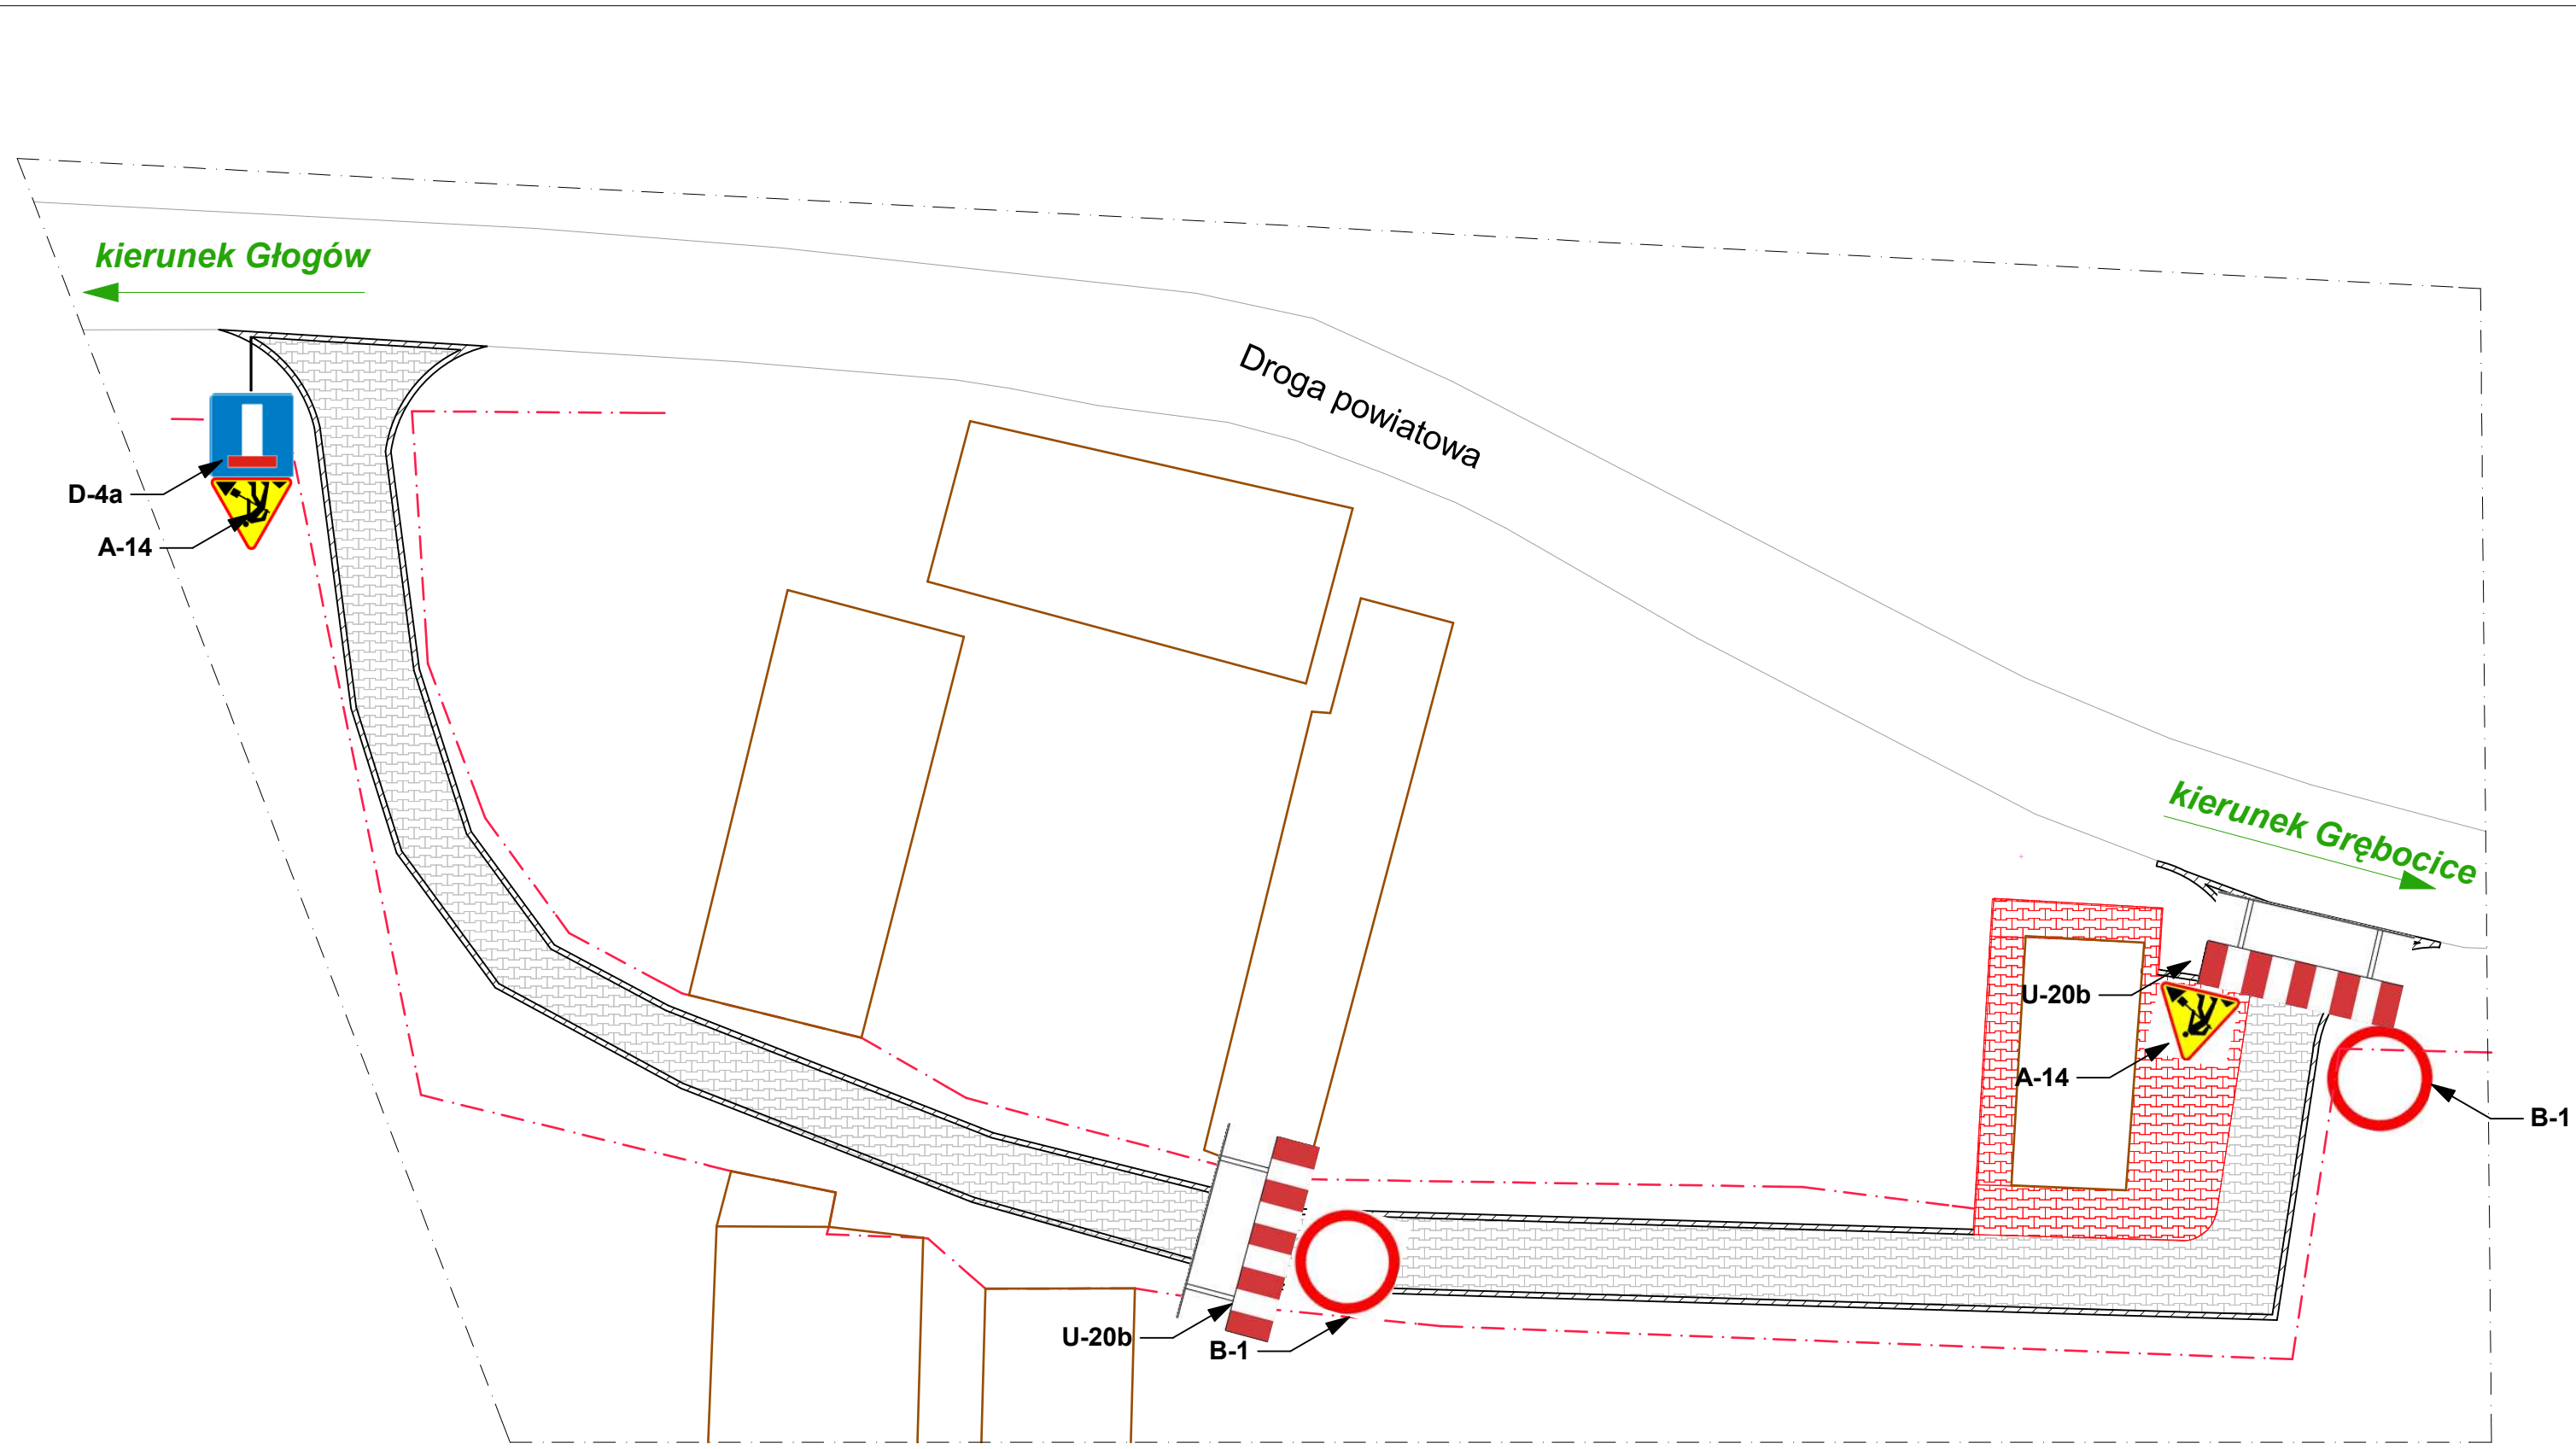 kierunek Głogów
Droga powiatowa
D-4a
A-14
kierunek Grębocice
U-20b
A-14
B-1
U-20b
B-1